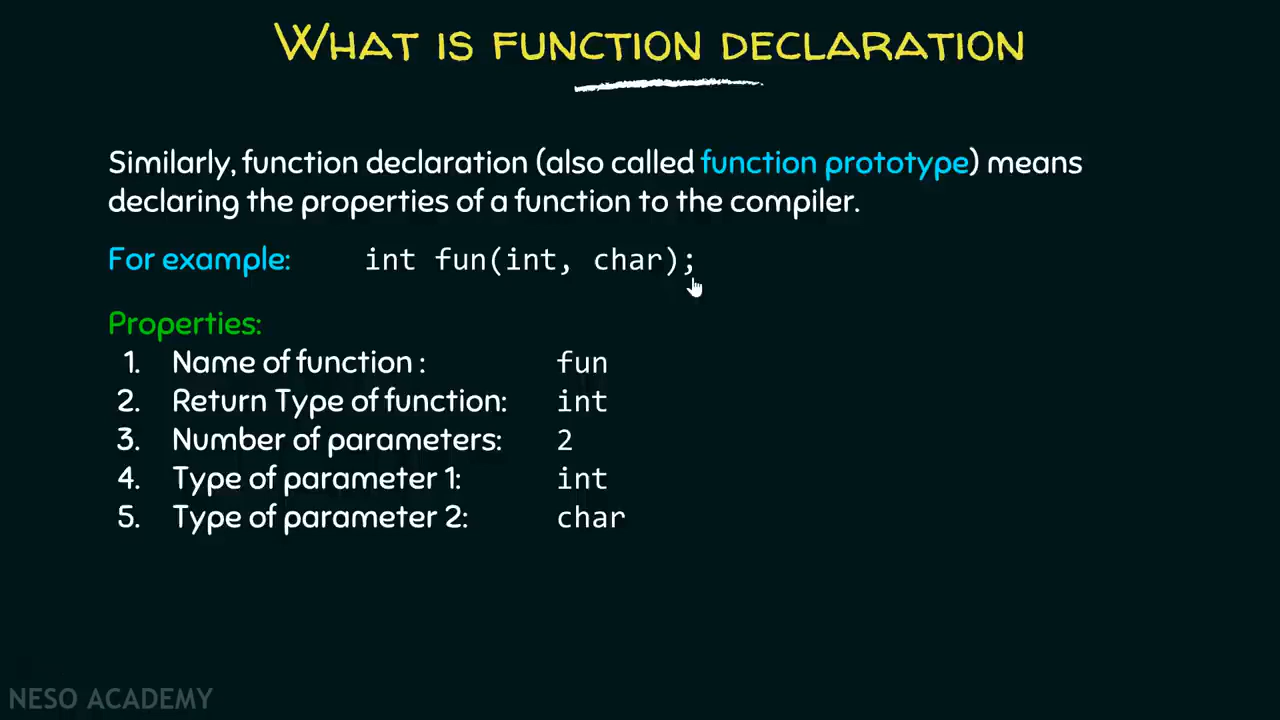 WHAT IS FUNCTION DECLARATION
Similarly, function declaration (also called function prototype) means
declaring the properties of a function to the compiler.
For example: int fun(int, char);
Properties:
1. Name of function : fun
2. Return Type of function: int
3. Number of parameters: 2
4. Type of parameter 1: int
5. Type of parameter 2: char
NESO ACADEMY